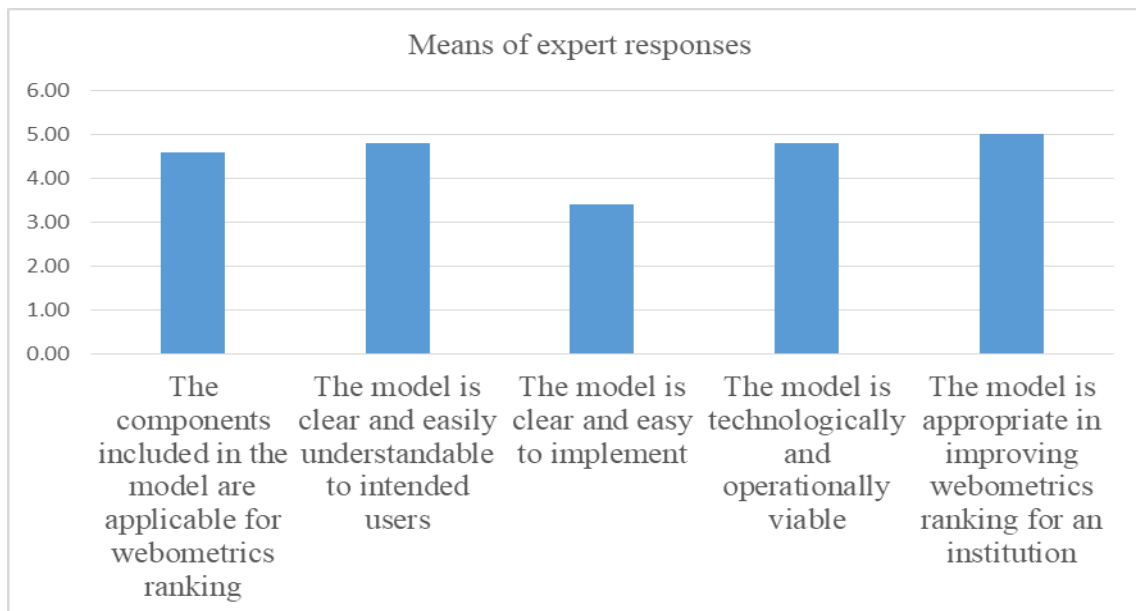 Means of expert responses
6.00
5.00
4.00
3.00
2.00
1.00
0.00
The
components
included in the
model are
applicable for
webometrics
ranking
The model is
clear and easily
understandable
to intended
users
The model is
clear and easy
to implement
The model is
technologically
and
operationally
viable
The model is
appropriate in
improving
webometrics
ranking for an
institution